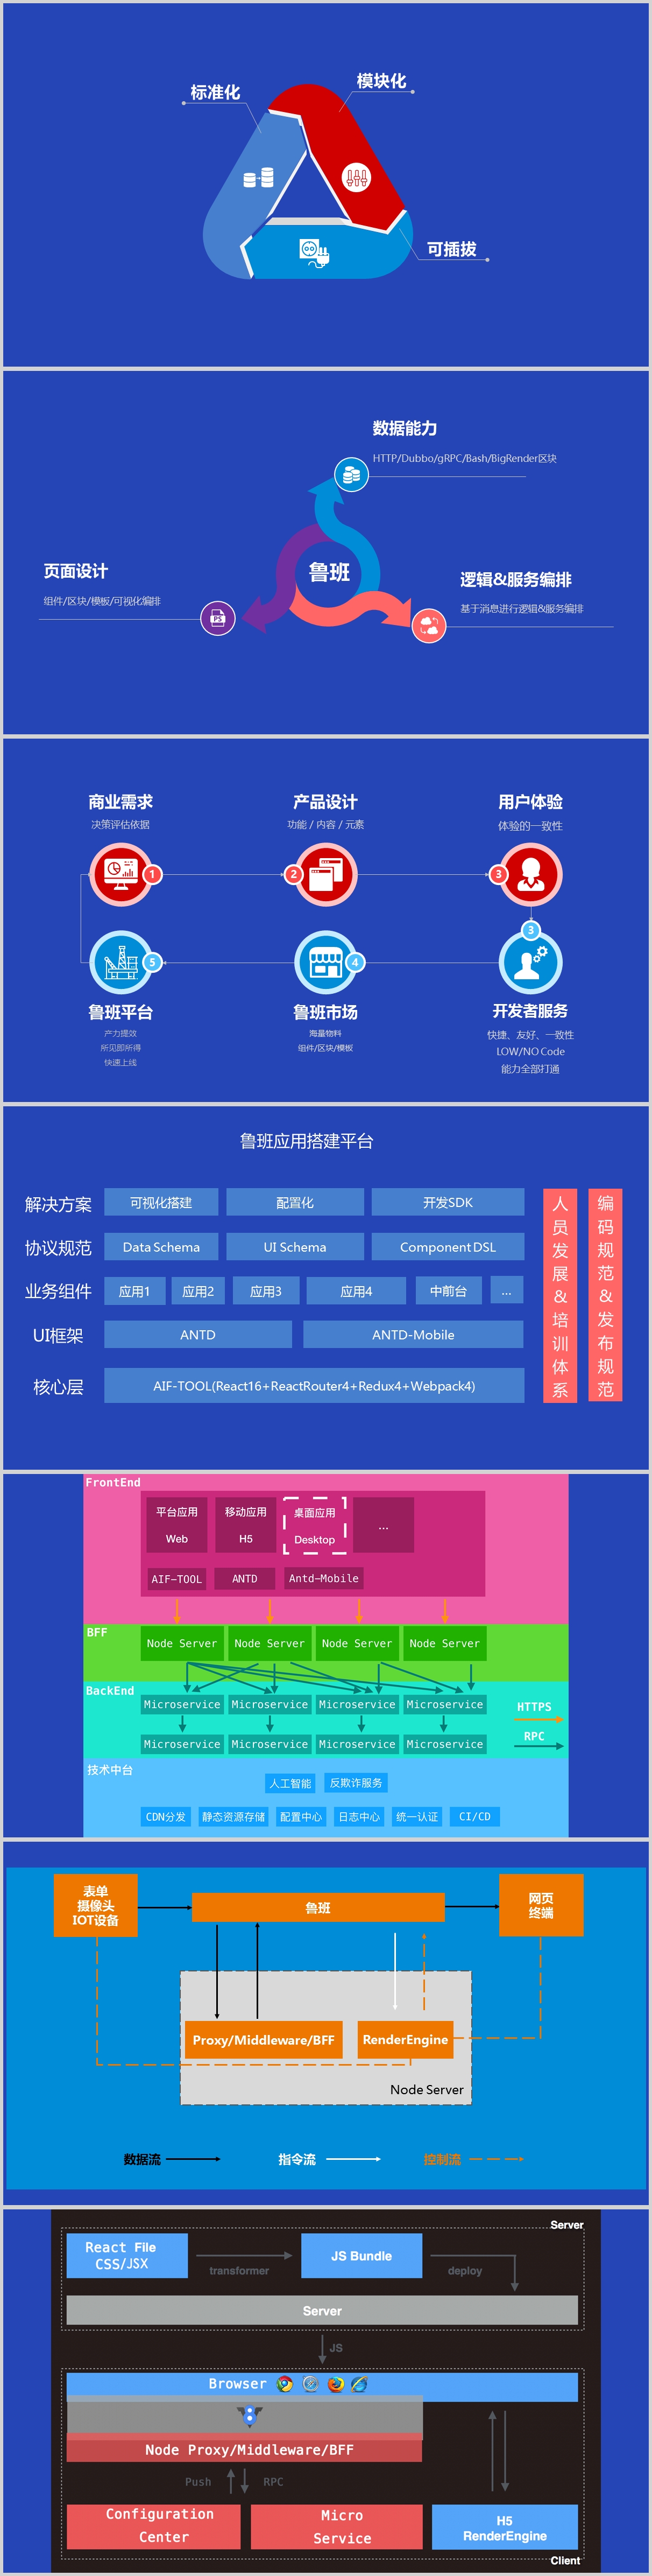 模块化
标准化
可插拔
数据能力
HTTP/Dubbo/gRPC/Bash/BigRender区块
鲁班
页面设计
组件/区块/模板/可视化编排
逻辑&服务编排
基于消息进行逻辑&服务编排
商业需求
决策评估依据
产品设计
功能 / 内容 / 元素
用户体验
体验的一致性
1
2
3
3
5
4
鲁班平台
产力提效
所见即所得
快速上线
鲁班市场
海量物料
组件/区块/模板
开发者服务
快捷、友好、一致性
LOW/NO Code
能力全部打通
鲁班应用搭建平台
解决方案 可视化搭建 配置化 开发SDK
协议规范 Data Schema UI Schema Component DSL
业务组件 应用1 应用2 应用3 应用4 中前台 ...
UI框架 ANTD ANTD-Mobile
核心层 AIF-TOOL(React16+ReactRouter4+Redux4+Webpack4)
人员发展&培训体系
编码规范&发布规范
FrontEnd
平台应用 移动应用 桌面应用 ...
Web H5 Desktop
AIF-TOOL ANTD Antd-Mobile
BFF
Node Server Node Server Node Server Node Server
BackEnd
Microservice Microservice Microservice Microservice
HTTPS
RPC
Microservice Microservice Microservice Microservice
技术中台
人工智能 反欺诈服务
CDN分发 静态资源存储 配置中心 日志中心 统一认证 CI/CD
表单
摄像头
IOT设备
鲁班
网页
终端
Proxy/Middleware/BFF RenderEngine
Node Server
数据流 指令流 控制流
Server
React File
CSS/JSX
transformer
JS Bundle
deploy
Server
JS
Browser
Node Proxy/Middleware/BFF
Push RPC
Configuration
Center
Micro
Service
H5
RenderEngine
Client